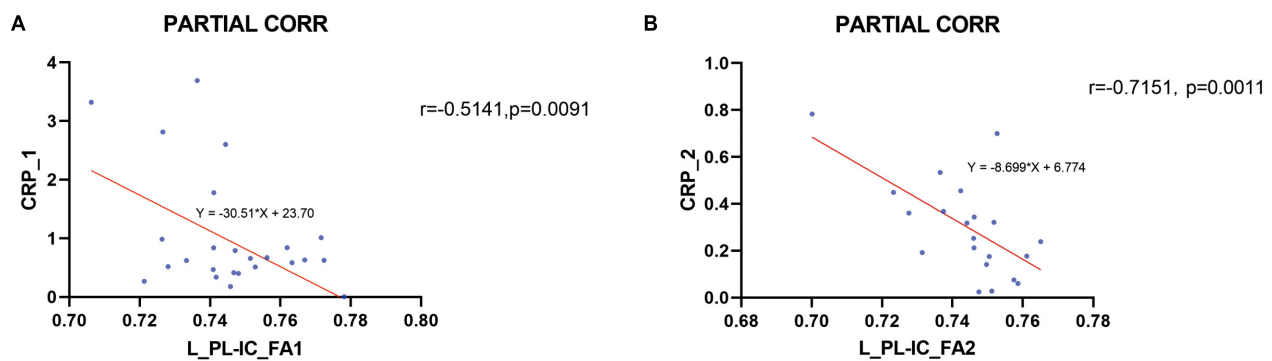 A
PARTIAL CORR
CRP_1
4
3
2
1
0
0.70 0.72 0.74 0.76 0.78 0.80
L_PL-IC_FA1
r=-0.5141,p=0.0091
Y = -30.51*X + 23.70
B
PARTIAL CORR
CRP_2
1.0
0.8
0.6
0.4
0.2
0.0
0.68 0.70 0.72 0.74 0.76 0.78
L_PL-IC_FA2
r=-0.7151, p=0.0011
Y = -8.699*X + 6.774